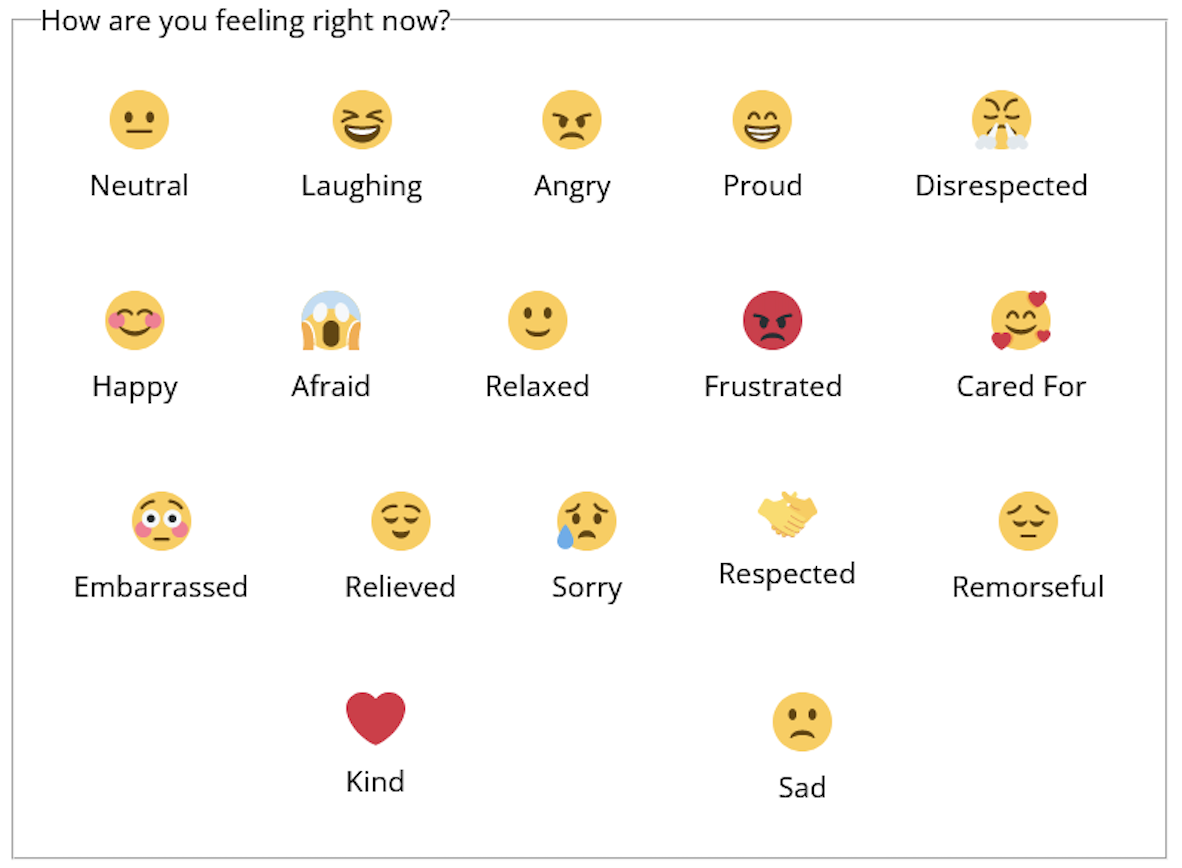 How are you feeling right now?
Neutral Laughing Angry Proud Disrespected
Happy Afraid Relaxed Frustrated Cared For
Embarrassed Relieved Sorry Respected Remorseful
Kind Sad